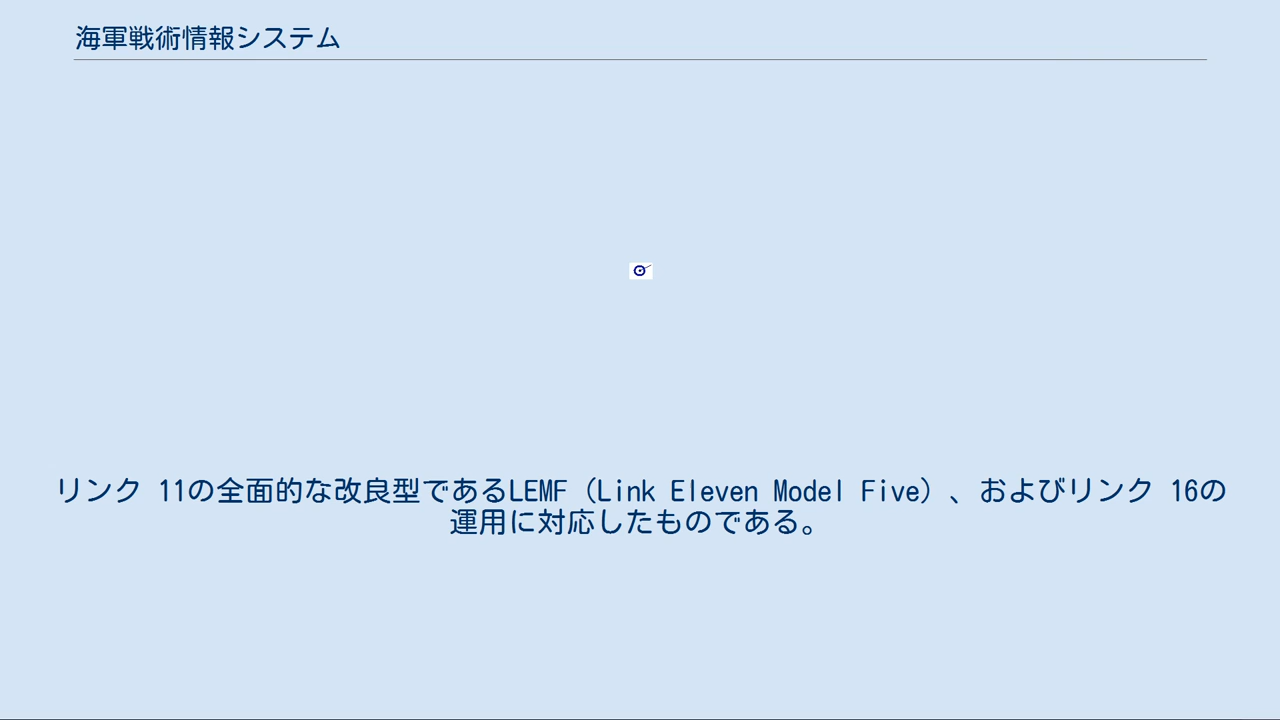 海軍戦術情報システム
リンク 11の全面的な改良型であるLEMF（Link Eleven Model Five）、およびリンク 16の
運用に対応したものである。